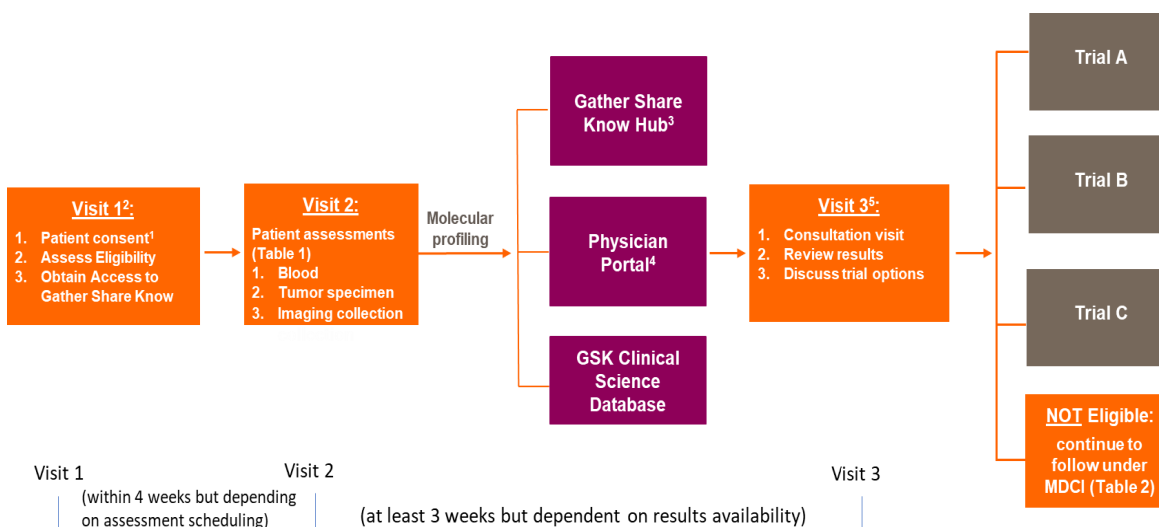 Visit 1²:
1. Patient consent¹
2. Assess Eligibility
3. Obtain Access to
Gather Share Know
Visit 2:
Patient assessments
(Table 1)
1. Blood
2. Tumor specimen
3. Imaging collection
Molecular
profiling
Gather Share
Know Hub³
Physician
Portal⁴
GSK Clinical
Science
Database
Visit 3⁵:
1. Consultation visit
2. Review results
3. Discuss trial options
Trial A
Trial B
Trial C
NOT Eligible:
continue to
follow under
MDCI (Table 2)
Visit 1
(within 4 weeks but depending
on assessment scheduling)
Visit 2
(at least 3 weeks but dependent on results availability)
Visit 3